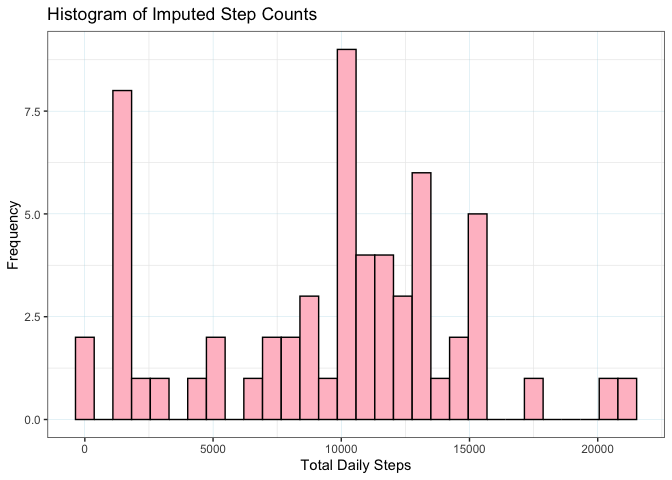 Histogram of Imputed Step Counts
7.5
5.0
2.5
0.0
Frequency
0 5000 10000 15000 20000
Total Daily Steps